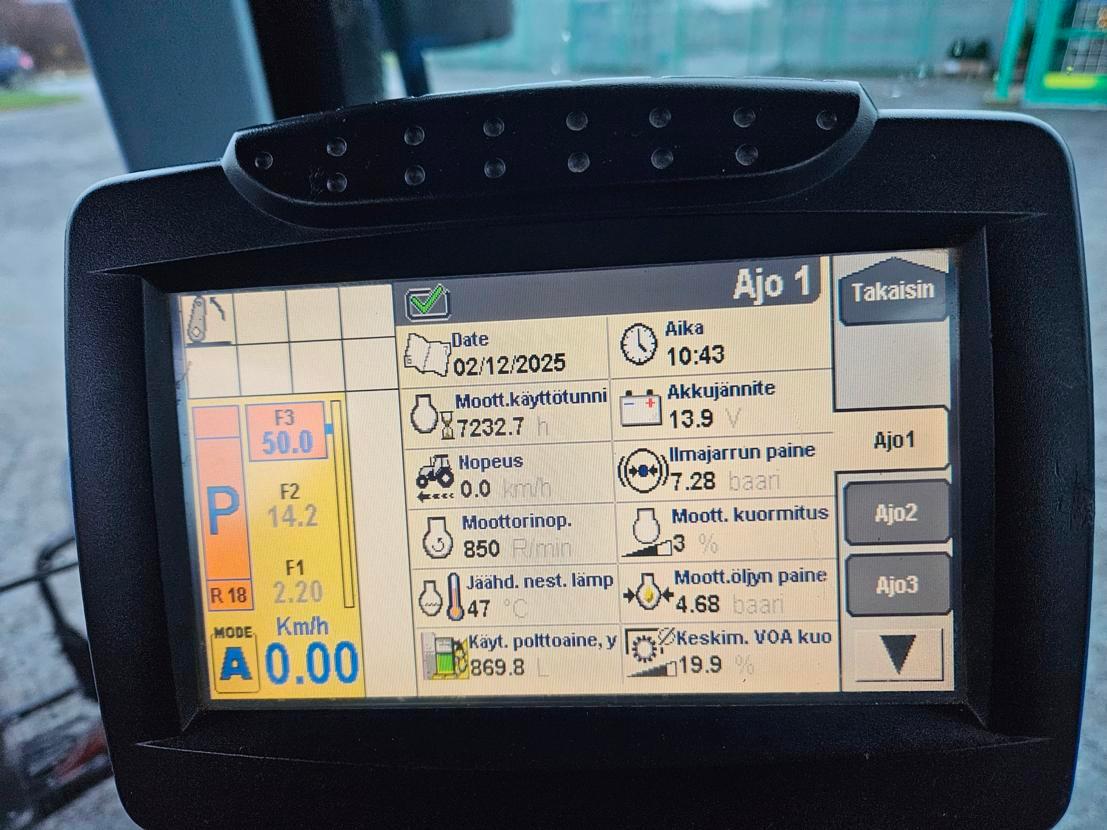 Ajo 1
Takaisin
Date
02/12/2025
Aika
10:43
Moott.käyttötunni
7232.7 h
Akkujännite
13.9 V
Ajo1
Nopeus
0.0 km/h
Ilmajarrun paine
7.28 baari
Moottorinop.
850 R/min
Moott. kuormitus
3 %
Ajo2
Jäähd. nest. lämp
47 °C
Moott.öljyn paine
4.68 baari
Ajo3
Käyt. polttoaine, y
869.8 L
Keskim. VOA kuo
19.9 %
F3
50.0
P
F2
14.2
F1
2.20
R 18
Km/h
MODE
A 0.00